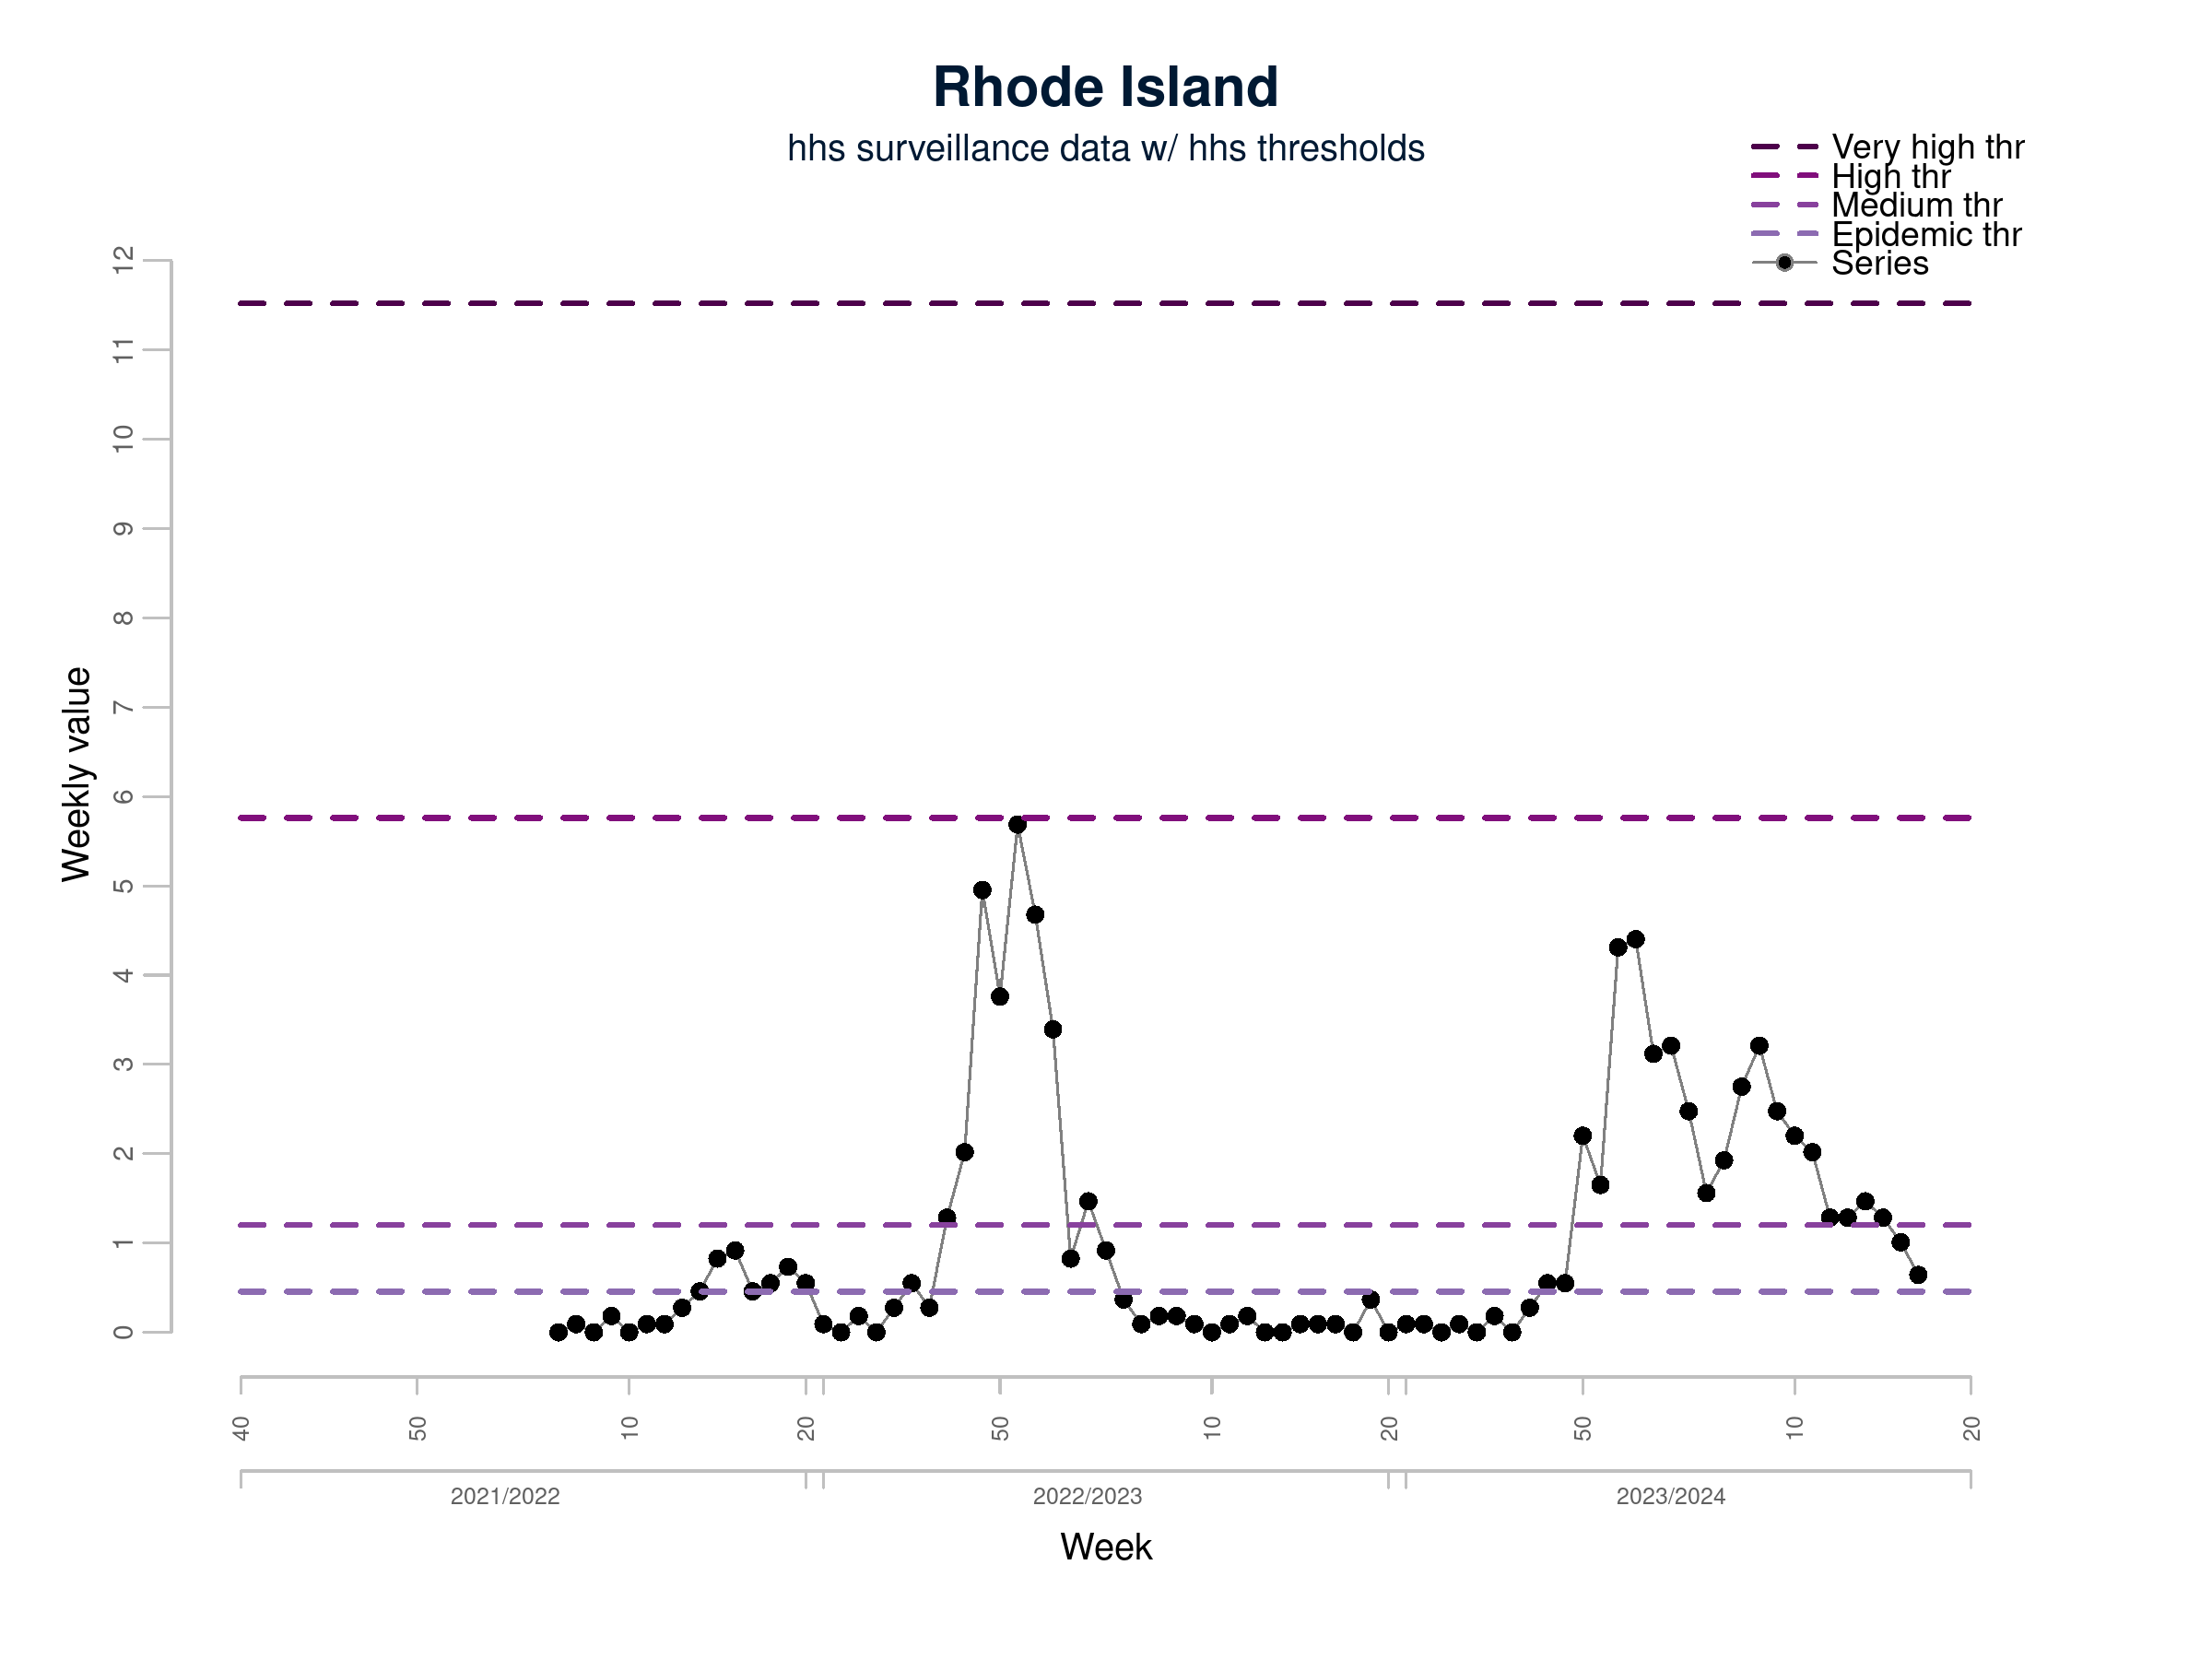 Rhode Island
hhs surveillance data w/ hhs thresholds
Very high thr
High thr
Medium thr
Epidemic thr
Series
12
11
10
9
8
7
6
5
4
3
2
1
0
Weekly value
40 50 10 20 50 10 20 50 10 20
2021/2022 2022/2023 2023/2024
Week